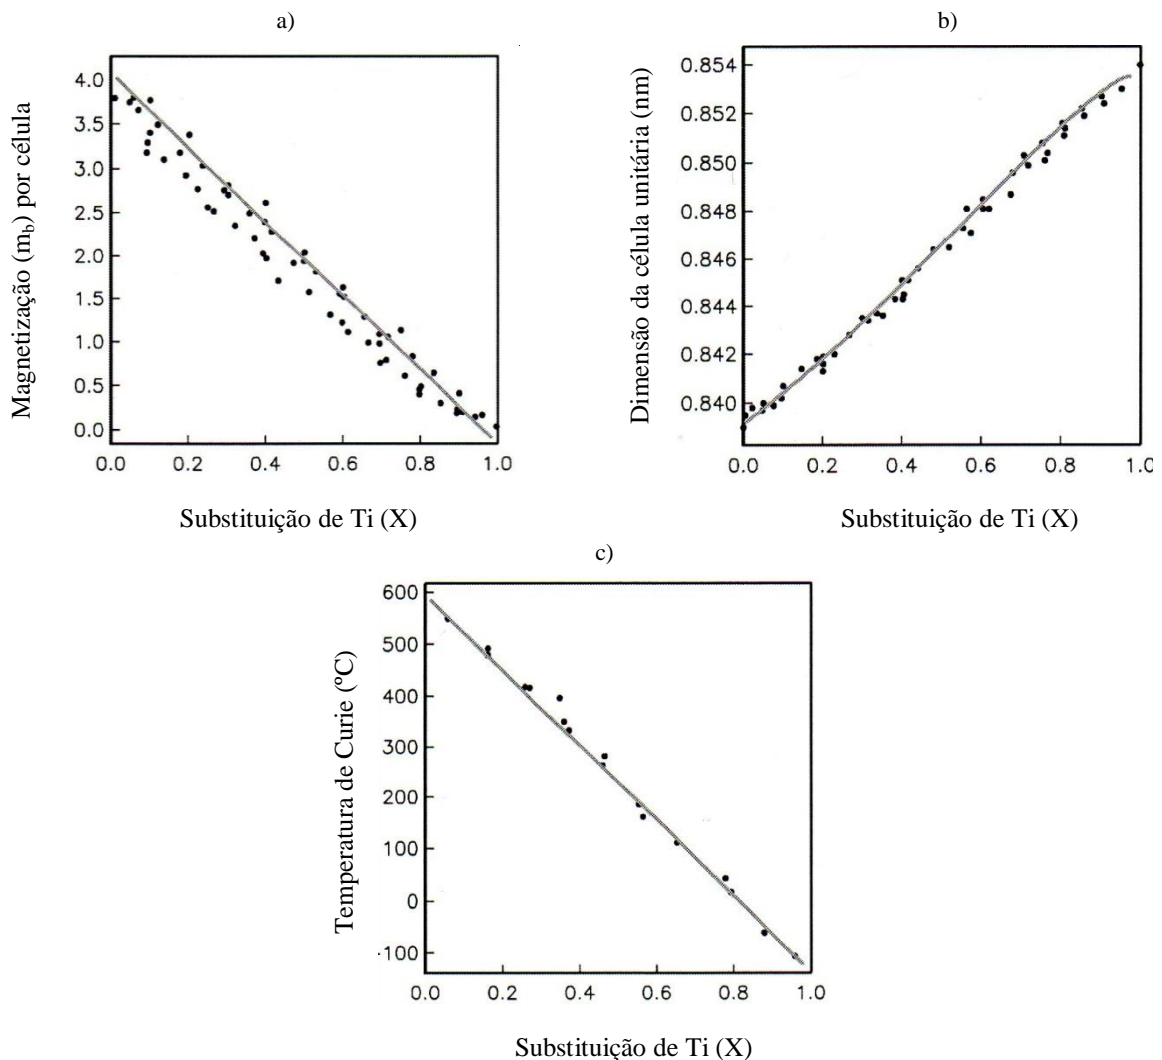 a)
Magnetização (mb) por célula
4.0
3.5
3.0
2.5
2.0
1.5
1.0
0.5
0.0
0.0 0.2 0.4 0.6 0.8 1.0
Substituição de Ti (X)
b)
Dimensão da célula unitária (nm)
0.854
0.852
0.850
0.848
0.846
0.844
0.842
0.840
0.0 0.2 0.4 0.6 0.8 1.0
Substituição de Ti (X)
c)
Temperatura de Curie (ºC)
600
500
400
300
200
100
0
-100
0.0 0.2 0.4 0.6 0.8 1.0
Substituição de Ti (X)